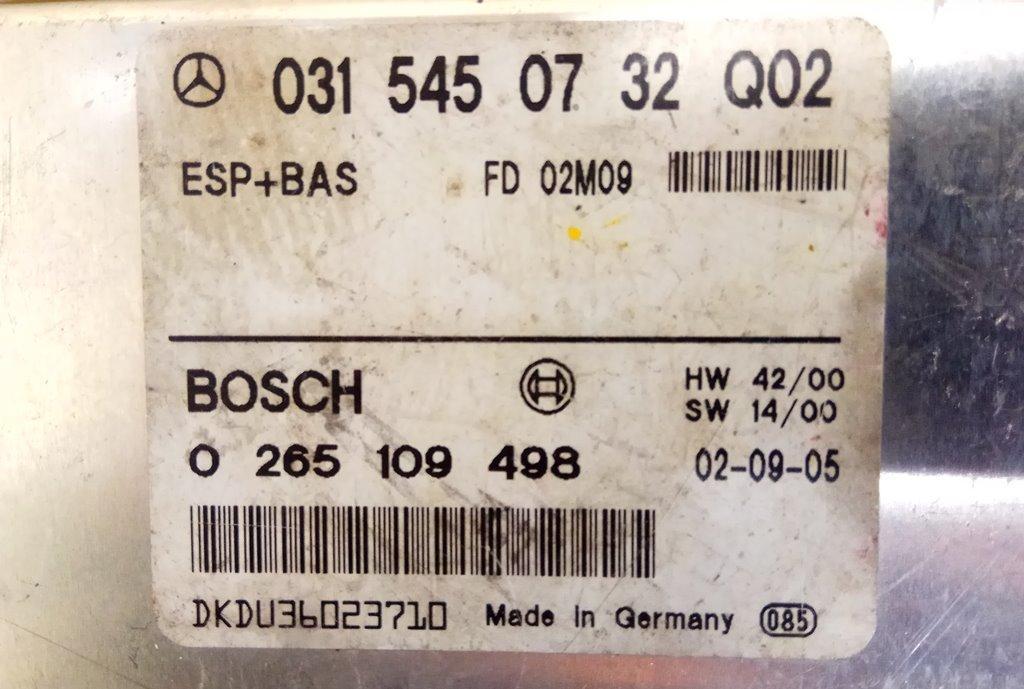 031 545 07 32 Q02
ESP+BAS FD 02M09
BOSCH HW 42/00
SW 14/00
0 265 109 498 02-09-05
DKDU36023710 Made in Germany 085